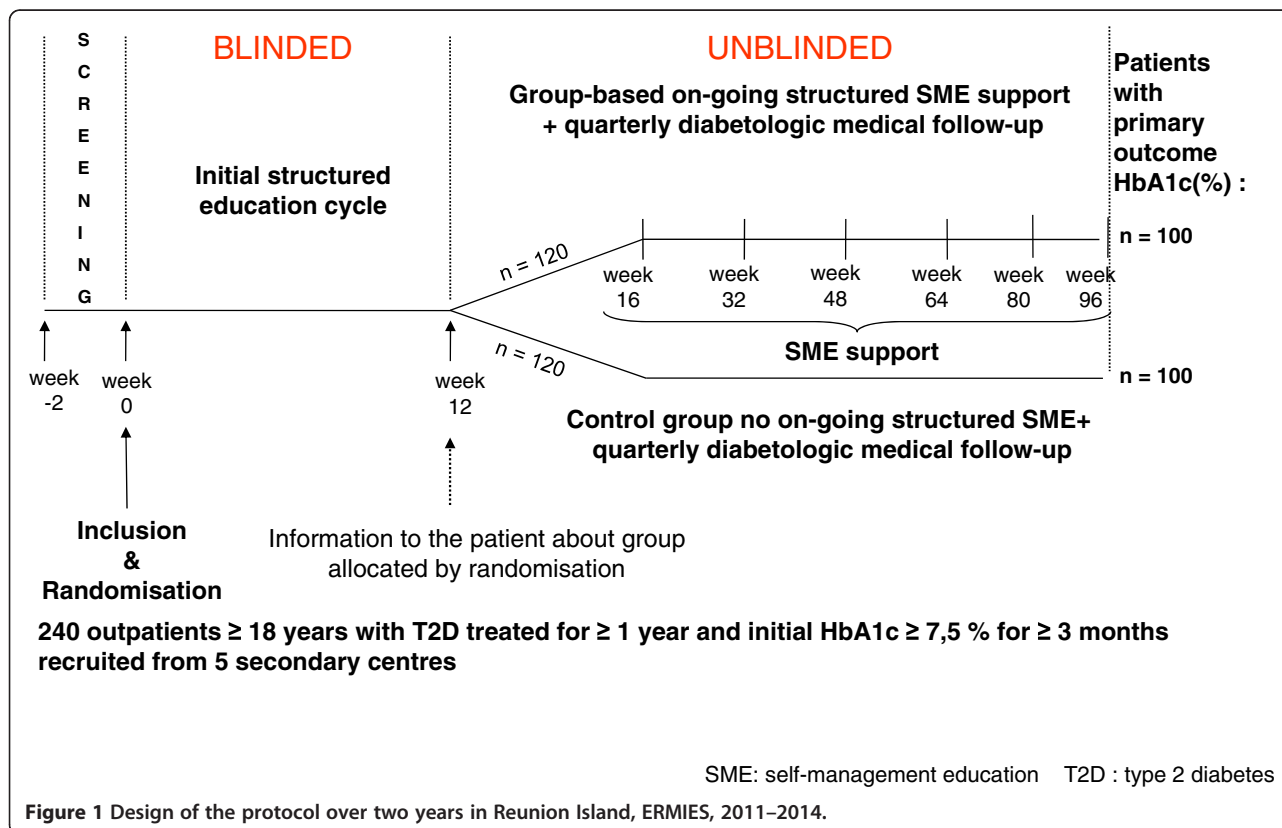 SCREENING
BLINDED
UNBLINDED
Group-based on-going structured SME support
+ quarterly diabetologic medical follow-up
Patients
with
primary
outcome
HbA1c(%) :
Initial structured
education cycle
n = 120
n = 100
week
16
week
32
week
48
week
64
week
80
week
96
SME support
n = 120
n = 100
week
-2
week
0
week
12
Control group no on-going structured SME+
quarterly diabetologic medical follow-up
Inclusion
&
Randomisation
Information to the patient about group
allocated by randomisation
240 outpatients ≥ 18 years with T2D treated for ≥ 1 year and initial HbA1c ≥ 7,5 % for ≥ 3 months
recruited from 5 secondary centres
SME: self-management education T2D : type 2 diabetes
Figure 1 Design of the protocol over two years in Reunion Island, ERMIES, 2011–2014.